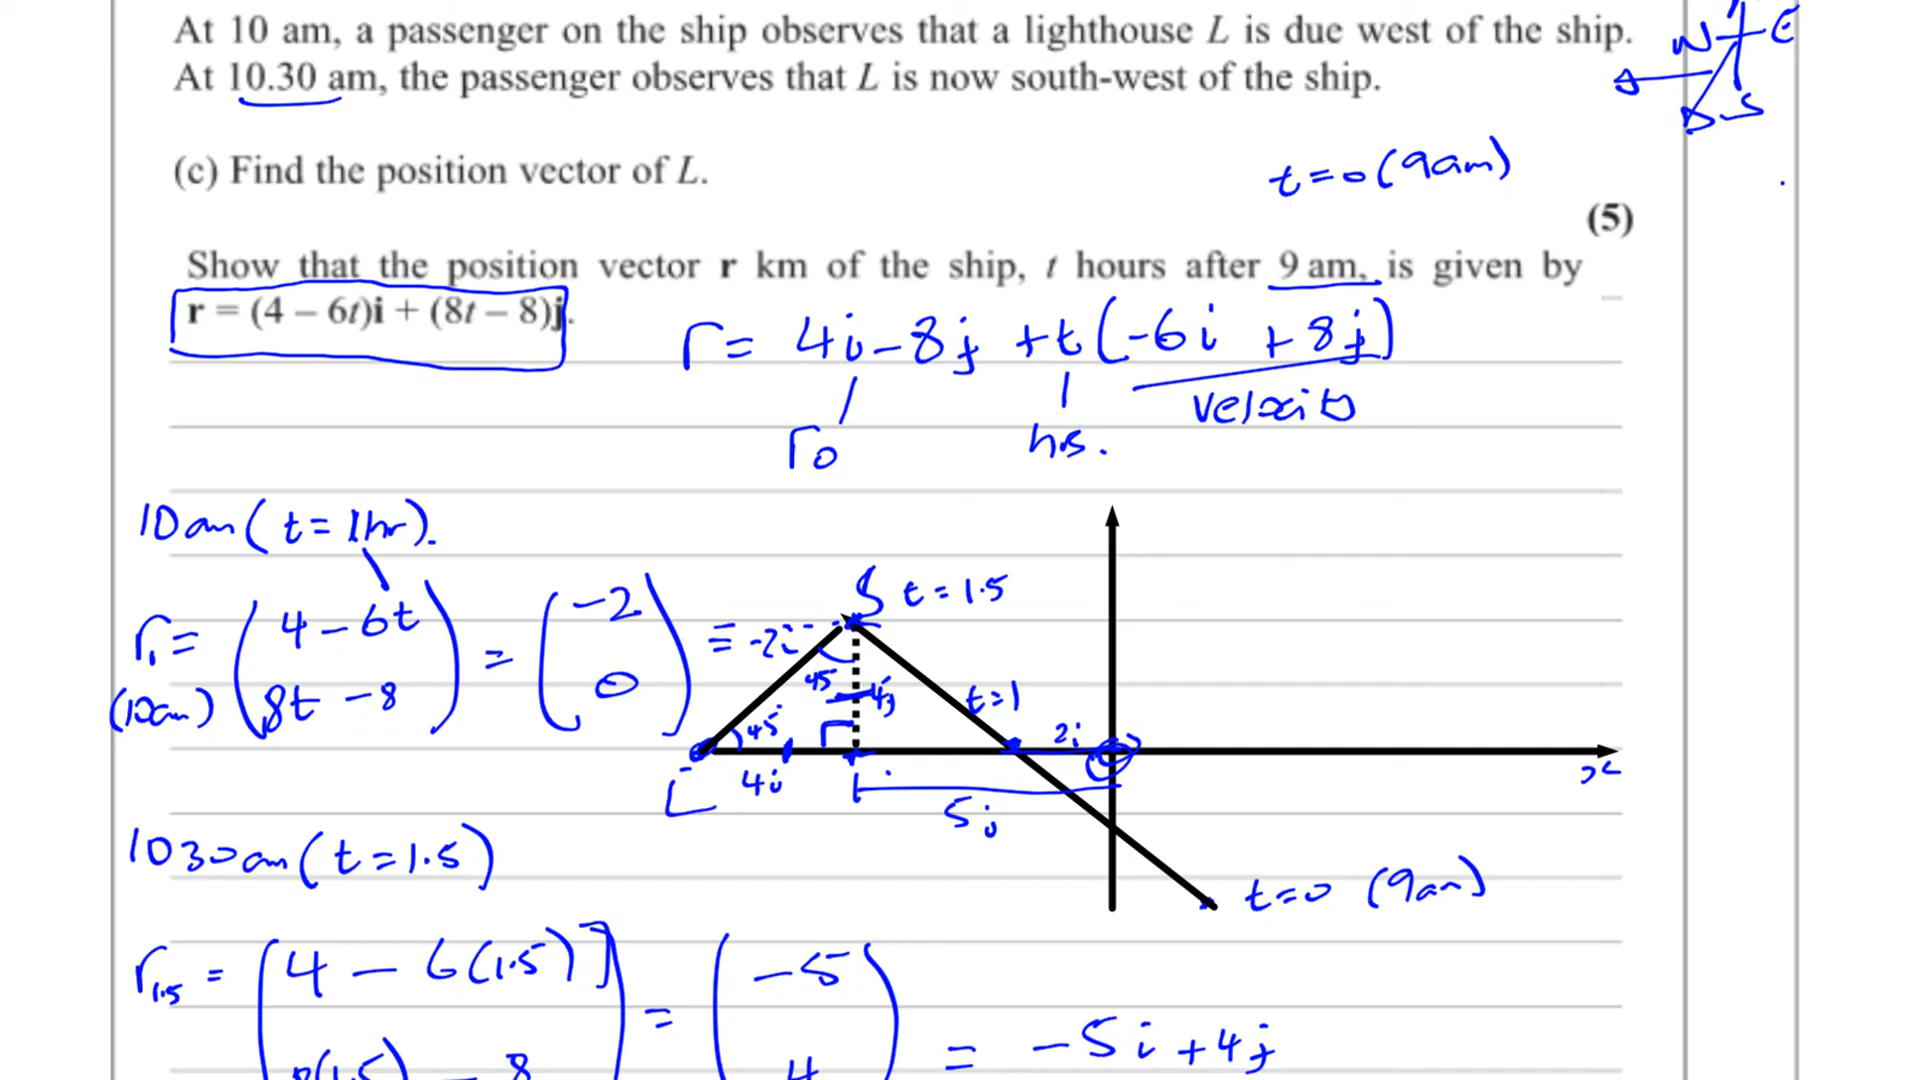 At 10 am, a passenger on the ship observes that a lighthouse L is due west of the ship.
At 10.30 am, the passenger observes that L is now south-west of the ship.
W E
S
(c) Find the position vector of L.
t=0 (9am)
(5)
Show that the position vector r km of the ship, t hours after 9 am, is given by
r = (4 – 6t)i + (8t – 8)j.
r = 4i - 8j + t(-6i + 8j)
r0 hrs. velocity
10am (t = 1hr).
S t = 1.5
r1 = (4 - 6t) = (-2) = -2i
(10am) (8t - 8) (0)
45 4j t=1
45 2i
L 4i 5i x
1030am (t = 1.5)
t=0 (9am)
r1.5 = (4 - 6(1.5)) = (-5)
8(1.5) - 8 4 = -5i + 4j